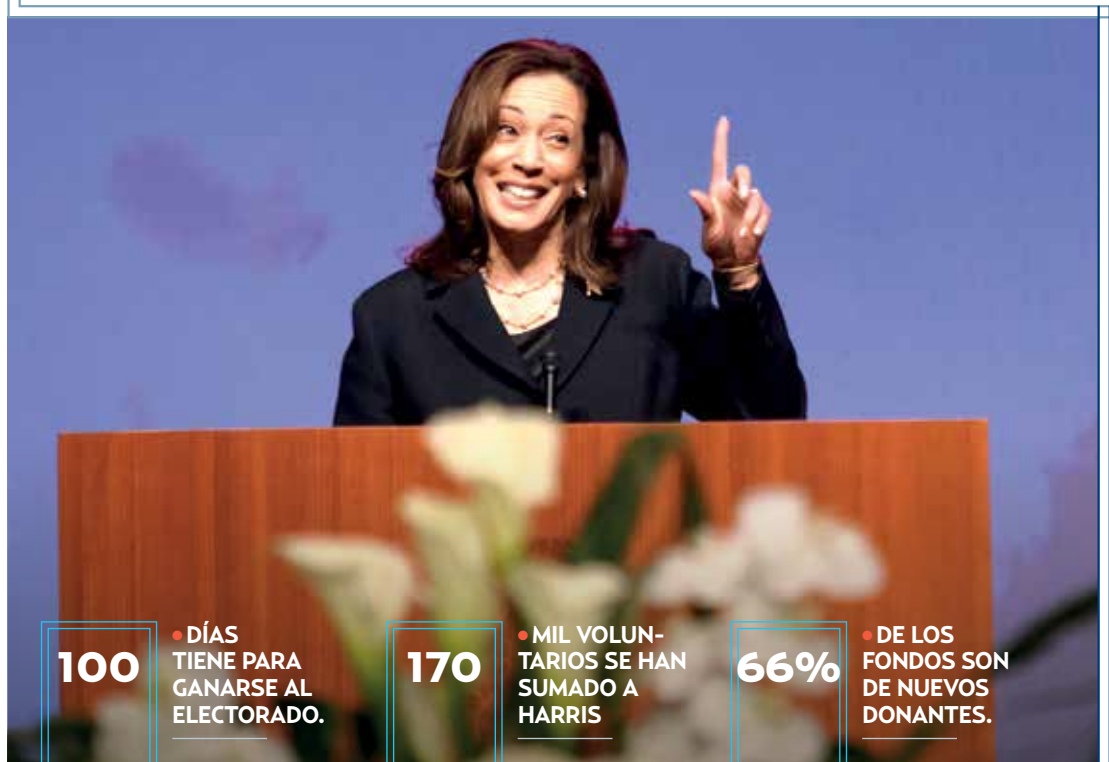 100
• DÍAS
TIENE PARA
GANARSE AL
ELECTORADO.
170
• MIL VOLUN-
TARIOS SE HAN
SUMADO A
HARRIS
66%
• DE LOS
FONDOS SON
DE NUEVOS
DONANTES.